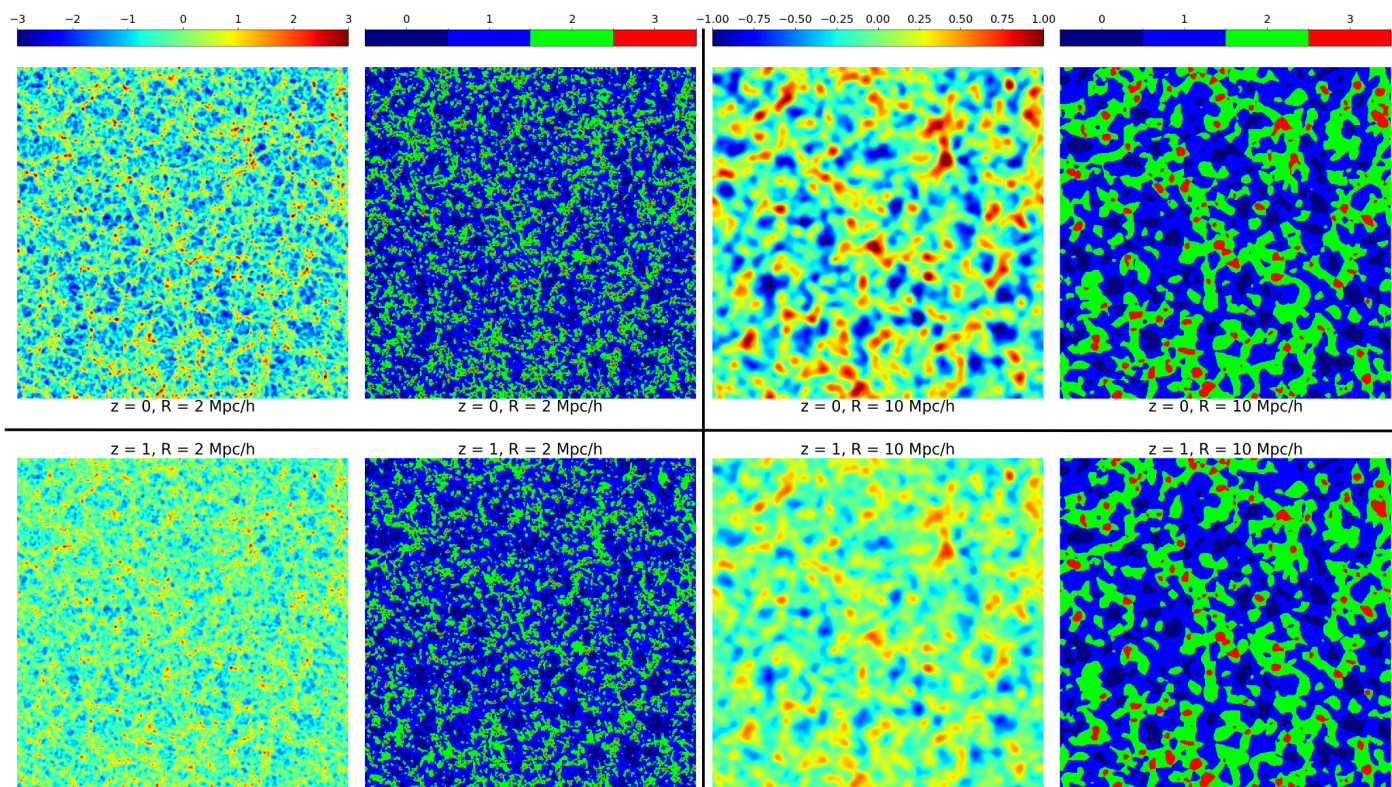 −3 −2 −1 0 1 2 3
0 1 2 3
−1.00 −0.75 −0.50 −0.25 0.00 0.25 0.50 0.75 1.00
0 1 2 3
z = 0, R = 2 Mpc/h
z = 0, R = 2 Mpc/h
z = 0, R = 10 Mpc/h
z = 0, R = 10 Mpc/h
z = 1, R = 2 Mpc/h
z = 1, R = 2 Mpc/h
z = 1, R = 10 Mpc/h
z = 1, R = 10 Mpc/h